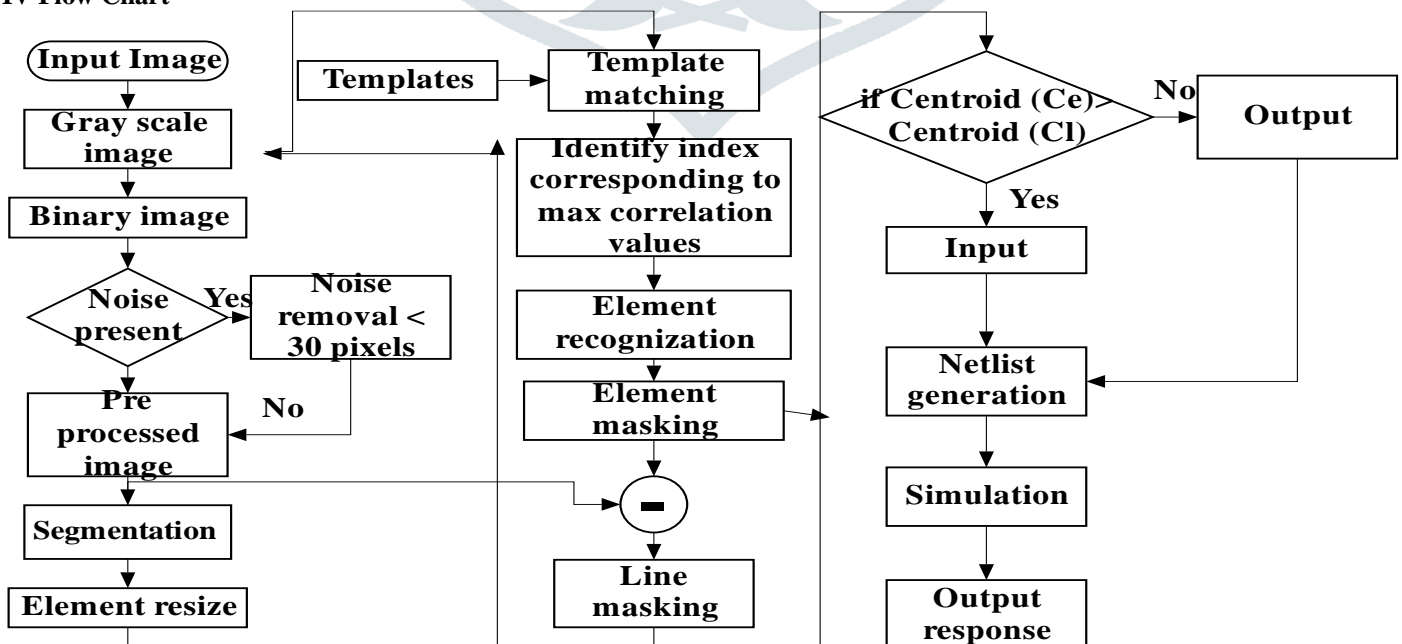 IV Flow Chart
Input Image
Gray scale
image
Binary image
Noise
present
Yes
Noise
removal <
30 pixels
No
Pre
processed
image
Segmentation
Element resize
Templates
Template
matching
Identify index
corresponding to
max correlation
values
Element
recognization
Element
masking
-
Line
masking
if Centroid (Ce)>
Centroid (Cl)
No
Output
Yes
Input
Netlist
generation
Simulation
Output
response